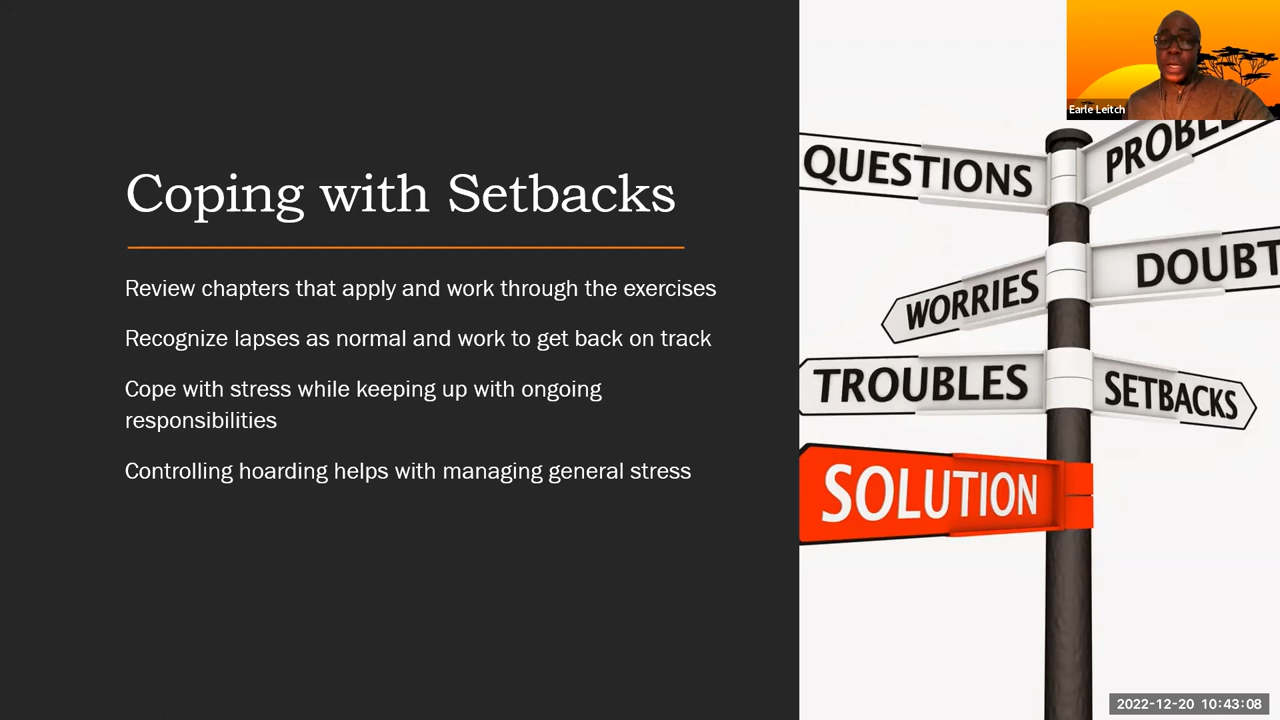 Coping with Setbacks
Review chapters that apply and work through the exercises
Recognize lapses as normal and work to get back on track
Cope with stress while keeping up with ongoing
responsibilities
Controlling hoarding helps with managing general stress
Earle Leitch
QUESTIONS
PROBL
WORRIES
DOUBT
TROUBLES
SETBACKS
SOLUTION
2022-12-20 10:43:08